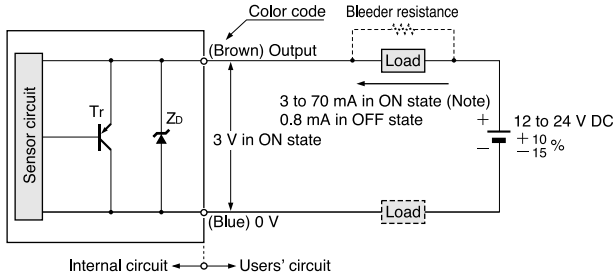 Color code
Bleeder resistance
(Brown) Output
Load
Sensor circuit
Tr
ZD
3 V in ON state
3 to 70 mA in ON state (Note)
0.8 mA in OFF state
+
−
12 to 24 V DC
+ 10
− 15 %
(Blue) 0 V
Load
Internal circuit
Users' circuit